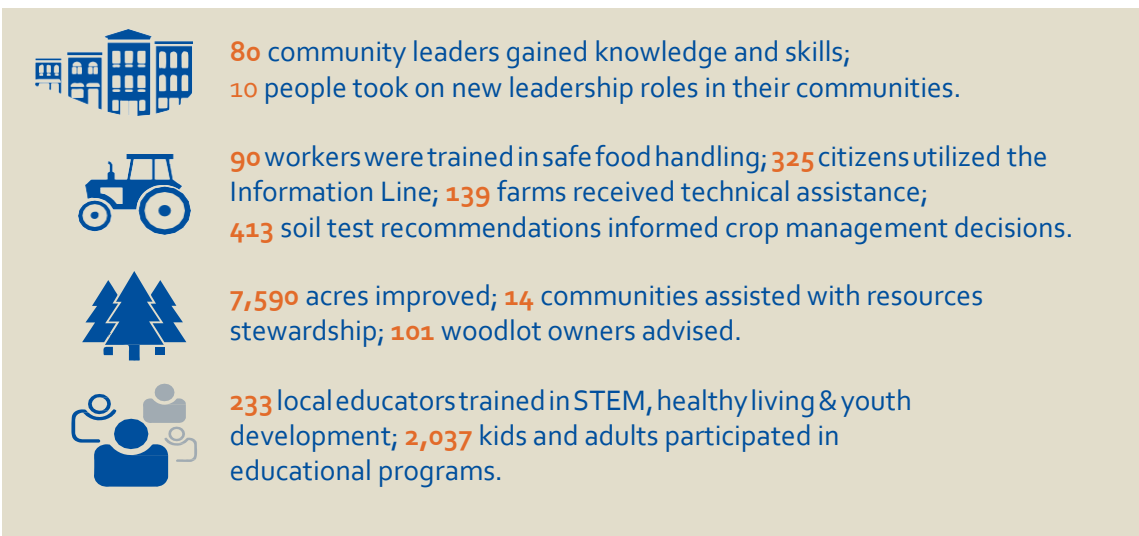 80 community leaders gained knowledge and skills;
10 people took on new leadership roles in their communities.
90 workers were trained in safe food handling; 325 citizens utilized the
Information Line; 139 farms received technical assistance;
413 soil test recommendations informed crop management decisions.
7,590 acres improved; 14 communities assisted with resources
stewardship; 101 woodlot owners advised.
233 local educators trained in STEM, healthy living & youth
development; 2,037 kids and adults participated in
educational programs.